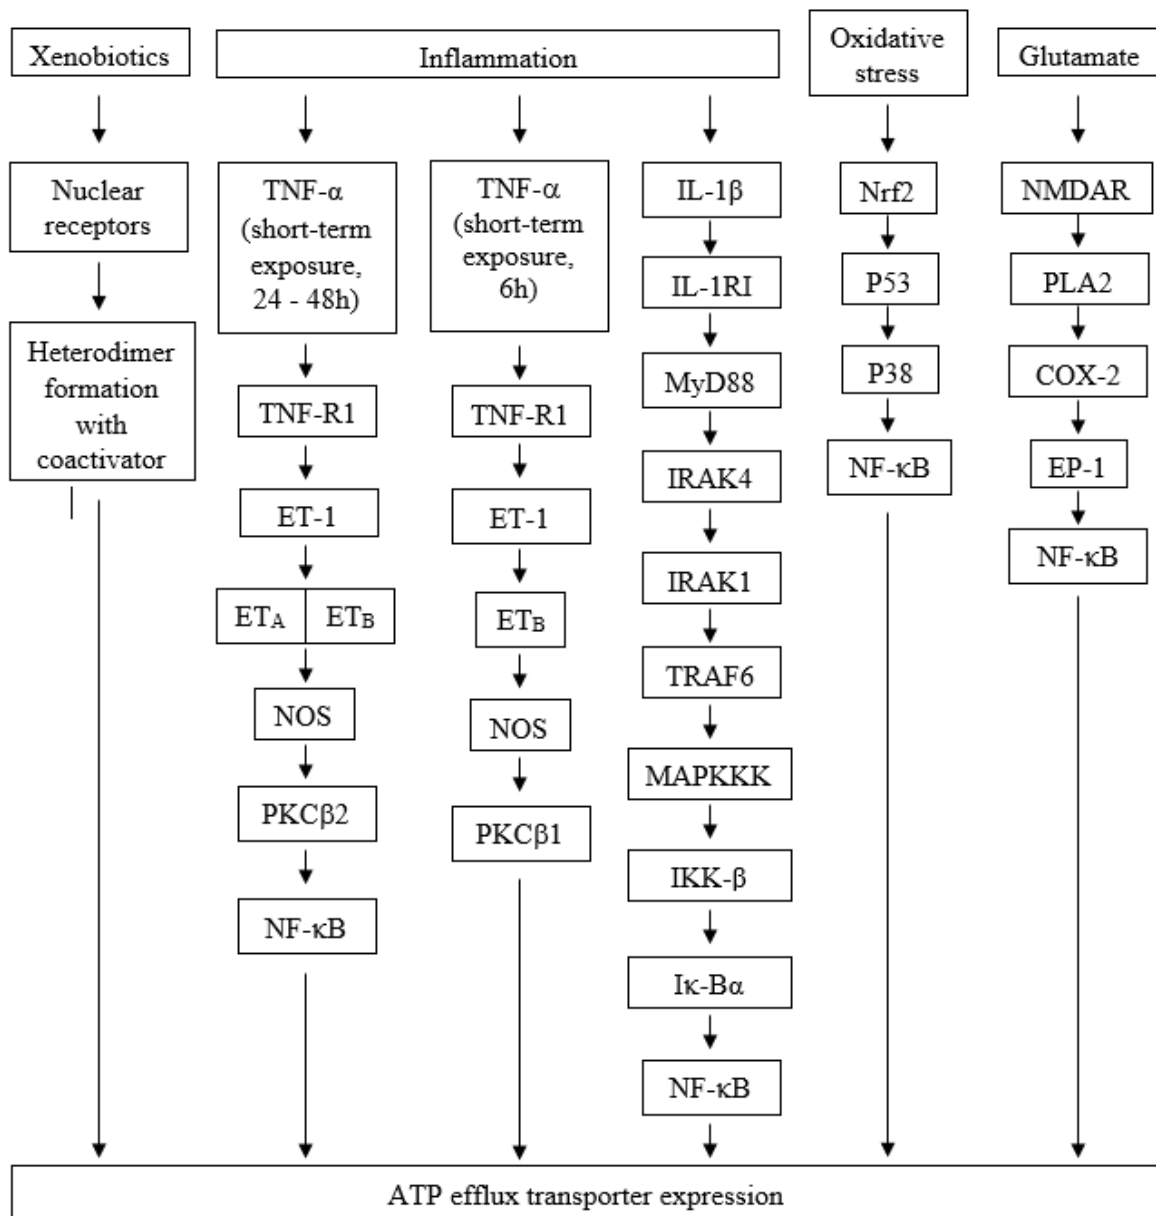 Xenobiotics
Inflammation
Oxidative
stress
Glutamate
Nuclear
receptors
Heterodimer
formation
with
coactivator
TNF-α
(short-term
exposure,
24 - 48h)
TNF-R1
ET-1
ETA
ETB
NOS
PKCβ2
NF-κB
TNF-α
(short-term
exposure,
6h)
TNF-R1
ET-1
ETB
NOS
PKCβ1
IL-1β
IL-1RI
MyD88
IRAK4
IRAK1
TRAF6
MAPKKK
IKK-β
Iκ-Bα
NF-κB
Nrf2
P53
P38
NF-κB
NMDAR
PLA2
COX-2
EP-1
NF-κB
ATP efflux transporter expression